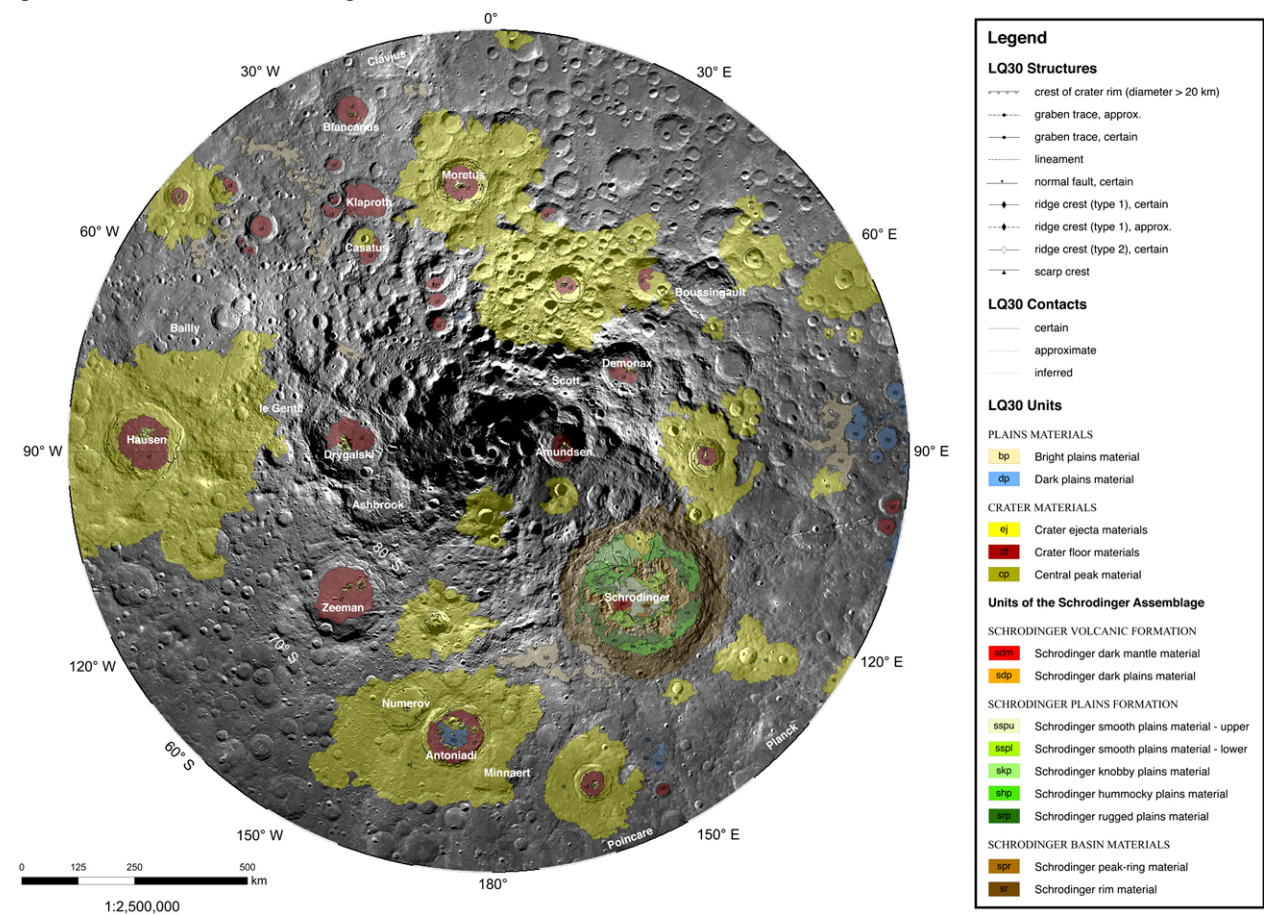 0°
30° W
30° E
Clavius
Blancanus
Moretus
Klaproth
60° W
60° E
Casatus
Boussingault
Bailly
Demonax
Scott
le Gentil
Hausen
90° W
Drygalski
Amundsen
90° E
Ashbrook
80° S
Schrodinger
Zeeman
70° S
120° W
120° E
Numerov
Antoniadi
Planck
60° S
Minnaert
150° W
150° E
Poincare
180°
0 125 250 500
km
1:2,500,000
Legend
LQ30 Structures
crest of crater rim (diameter > 20 km)
graben trace, approx.
graben trace, certain
lineament
normal fault, certain
ridge crest (type 1), certain
ridge crest (type 1), approx.
ridge crest (type 2), certain
scarp crest
LQ30 Contacts
certain
approximate
inferred
LQ30 Units
PLAINS MATERIALS
bp Bright plains material
dp Dark plains material
CRATER MATERIALS
ej Crater ejecta materials
cf Crater floor materials
cp Central peak material
Units of the Schrodinger Assemblage
SCHRODINGER VOLCANIC FORMATION
sdm Schrodinger dark mantle material
sdp Schrodinger dark plains material
SCHRODINGER PLAINS FORMATION
sspu Schrodinger smooth plains material - upper
sspl Schrodinger smooth plains material - lower
skp Schrodinger knobby plains material
shp Schrodinger hummocky plains material
srp Schrodinger rugged plains material
SCHRODINGER BASIN MATERIALS
spr Schrodinger peak-ring material
sr Schrodinger rim material